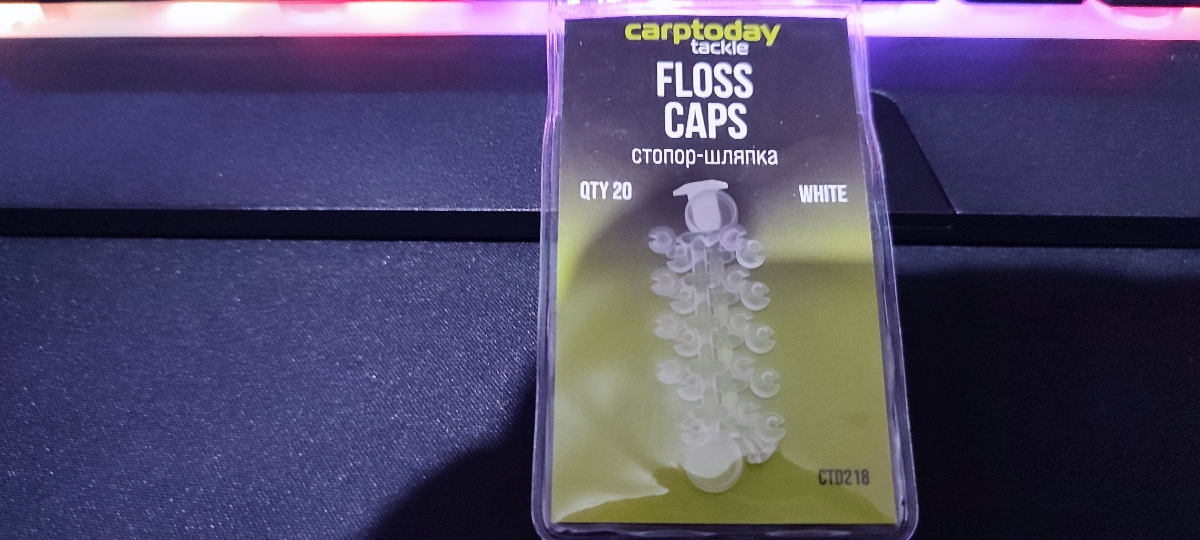 carptoday
tackle
FLOSS
CAPS
стопор-шляпка
QTY 20
WHITE
CTD218